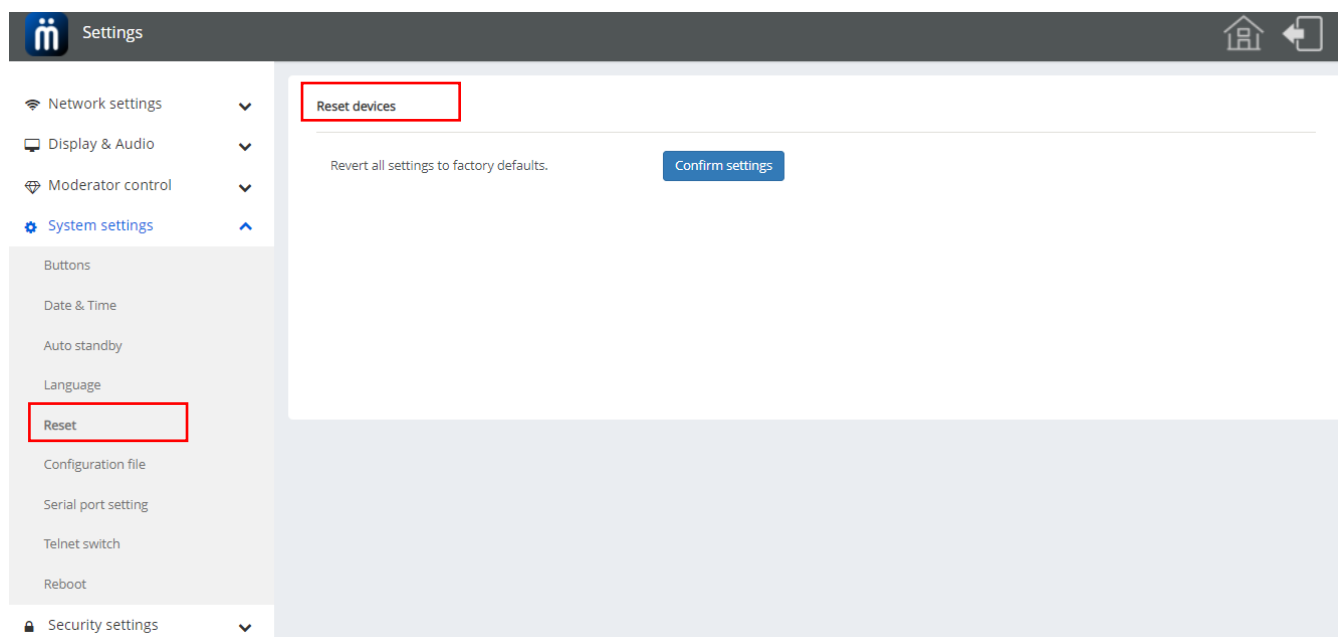 Settings
Network settings
Display & Audio
Moderator control
System settings
Buttons
Date & Time
Auto standby
Language
Reset
Configuration file
Serial port setting
Telnet switch
Reboot
Security settings
Reset devices
Revert all settings to factory defaults.
Confirm settings